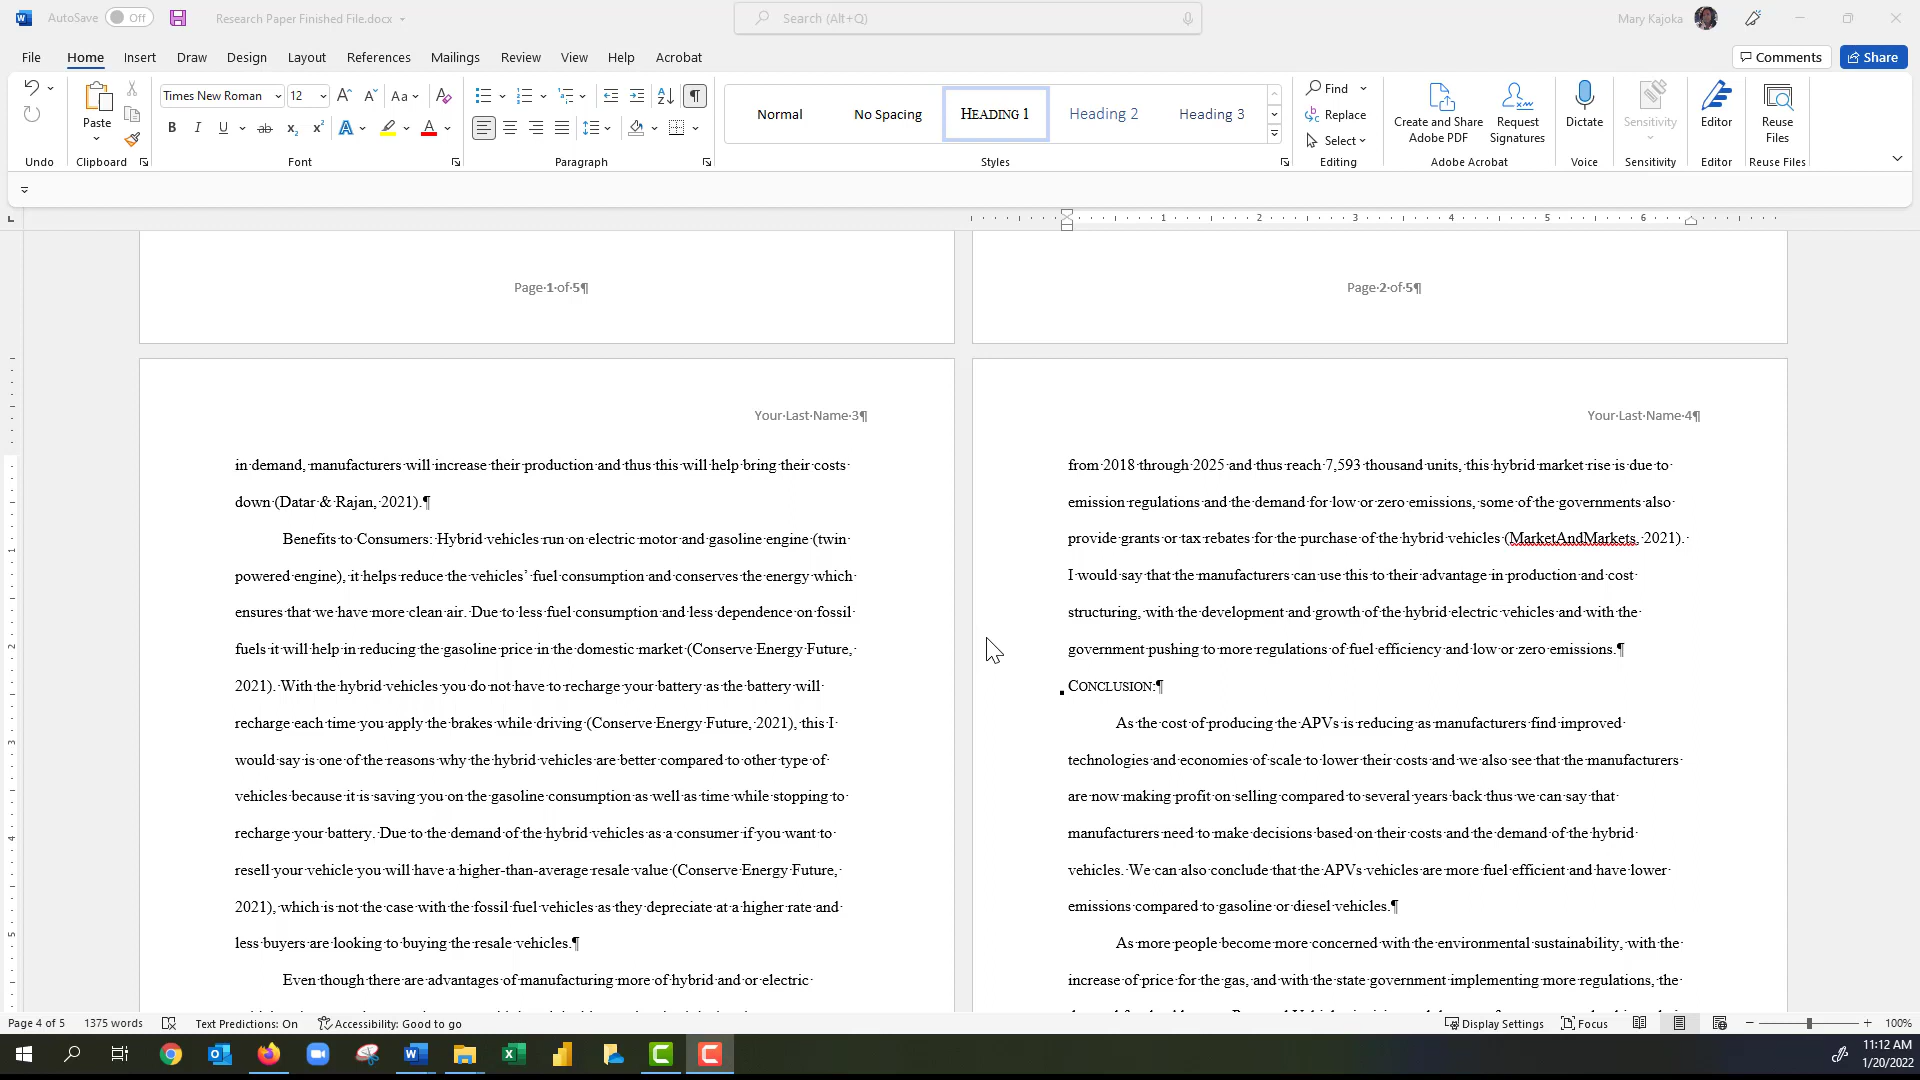 AutoSave Off Research Paper Finished File.docx Search (Alt+Q) Mary Kajoka
File Home Insert Draw Design Layout References Mailings Review View Help Acrobat Comments Share
Times New Roman 12 Aa
Paste
Normal No Spacing HEADING 1 Heading 2 Heading 3
Find
Replace
Select
Create and Share Adobe PDF
Request Signatures
Dictate
Sensitivity
Editor
Reuse Files
Undo Clipboard Font Paragraph Styles Editing Adobe Acrobat Voice Sensitivity Editor Reuse Files
1 2 3 4 5 6
Page·1·of·5¶
Page·2·of·5¶
Your·Last·Name·3¶
in·demand,·manufacturers·will·increase·their·production·and·thus·this·will·help·bring·their·costs·
down·(Datar·&·Rajan,·2021).¶
Benefits·to·Consumers:·Hybrid·vehicles·run·on·electric·motor·and·gasoline·engine·(twin·
powered·engine),·it·helps·reduce·the·vehicles’·fuel·consumption·and·conserves·the·energy·which·
ensures·that·we·have·more·clean·air.·Due·to·less·fuel·consumption·and·less·dependence·on·fossil·
fuels·it·will·help·in·reducing·the·gasoline·price·in·the·domestic·market·(Conserve·Energy·Future,·
2021).·With·the·hybrid·vehicles·you·do·not·have·to·recharge·your·battery·as·the·battery·will·
recharge·each·time·you·apply·the·brakes·while·driving·(Conserve·Energy·Future,·2021),·this·I·
would·say·is·one·of·the·reasons·why·the·hybrid·vehicles·are·better·compared·to·other·type·of·
vehicles·because·it·is·saving·you·on·the·gasoline·consumption·as·well·as·time·while·stopping·to·
recharge·your·battery.·Due·to·the·demand·of·the·hybrid·vehicles·as·a·consumer·if·you·want·to·
resell·your·vehicle·you·will·have·a·higher-than-average·resale·value·(Conserve·Energy·Future,·
2021),·which·is·not·the·case·with·the·fossil·fuel·vehicles·as·they·depreciate·at·a·higher·rate·and·
less·buyers·are·looking·to·buying·the·resale·vehicles.¶
Even·though·there·are·advantages·of·manufacturing·more·of·hybrid·and·or·electric·
Your·Last·Name·4¶
from·2018·through·2025·and·thus·reach·7,593·thousand·units,·this·hybrid·market·rise·is·due·to·
emission·regulations·and·the·demand·for·low·or·zero·emissions,·some·of·the·governments·also·
provide·grants·or·tax·rebates·for·the·purchase·of·the·hybrid·vehicles·(MarketAndMarkets,·2021).·
I·would·say·that·the·manufacturers·can·use·this·to·their·advantage·in·production·and·cost·
structuring,·with·the·development·and·growth·of·the·hybrid·electric·vehicles·and·with·the·
government·pushing·to·more·regulations·of·fuel·efficiency·and·low·or·zero·emissions.¶
CONCLUSION:¶
As·the·cost·of·producing·the·APVs·is·reducing·as·manufacturers·find·improved·
technologies·and·economies·of·scale·to·lower·their·costs·and·we·also·see·that·the·manufacturers·
are·now·making·profit·on·selling·compared·to·several·years·back·thus·we·can·say·that·
manufacturers·need·to·make·decisions·based·on·their·costs·and·the·demand·of·the·hybrid·
vehicles.·We·can·also·conclude·that·the·APVs·vehicles·are·more·fuel·efficient·and·have·lower·
emissions·compared·to·gasoline·or·diesel·vehicles.¶
As·more·people·become·more·concerned·with·the·environmental·sustainability,·with·the·
increase·of·price·for·the·gas,·and·with·the·state·government·implementing·more·regulations,·the·
Page 4 of 5 1375 words Text Predictions: On Accessibility: Good to go Display Settings Focus 100%
11:12 AM
1/20/2022